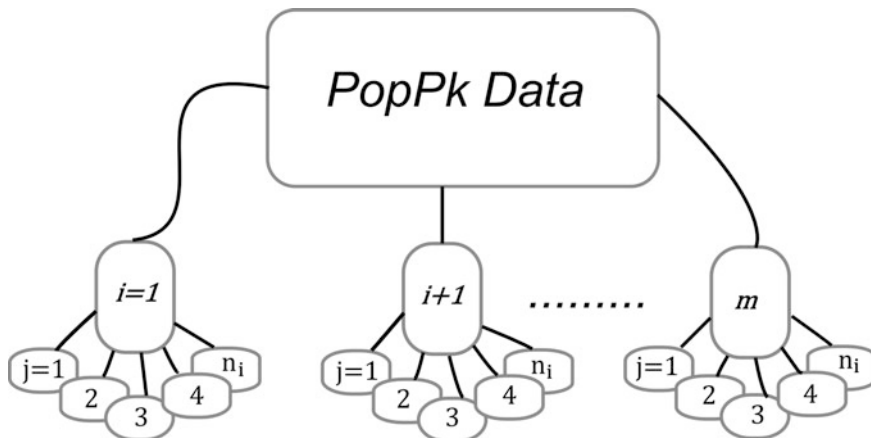 PopPk Data
i=1
i+1
.........
m
j=1
2
3
4
nᵢ
j=1
2
3
4
nᵢ
j=1
2
3
4
nᵢ